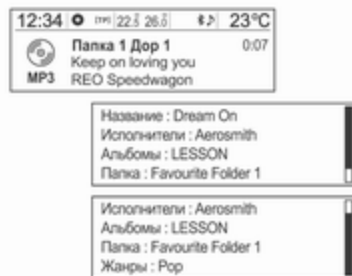 12:34 22.5 26.0 23°C
Папка 1 Дор 1 0:07
Keep on loving you
MP3 REO Speedwagon
Название : Dream On
Исполнители : Aerosmith
Альбомы : LESSON
Папка : Favourite Folder 1
Исполнители : Aerosmith
Альбомы : LESSON
Папка : Favourite Folder 1
Жанры : Pop